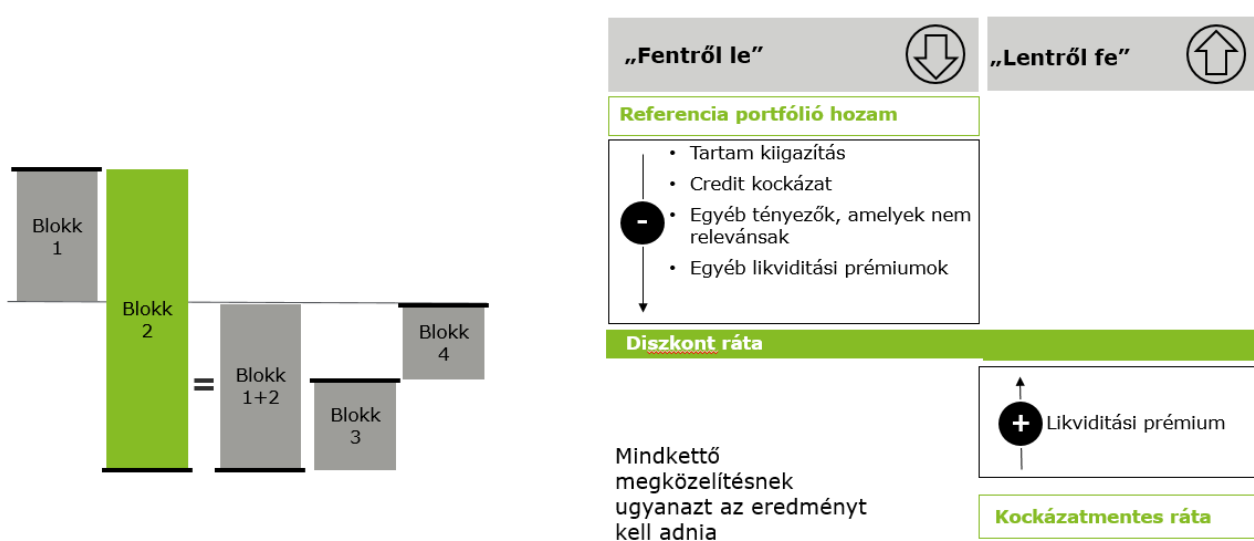 Blokk
1
Blokk
2
=
Blokk
1+2
Blokk
3
Blokk
4
„Fentről le”
„Lentről fe”
Referencia portfólió hozam
-
• Tartam kiigazítás
• Credit kockázat
• Egyéb tényezők, amelyek nem
relevánsak
• Egyéb likviditási prémiumok
Diszkont ráta
+
Likviditási prémium
Mindkettő
megközelítésnek
ugyanazt az eredményt
kell adnia
Kockázatmentes ráta